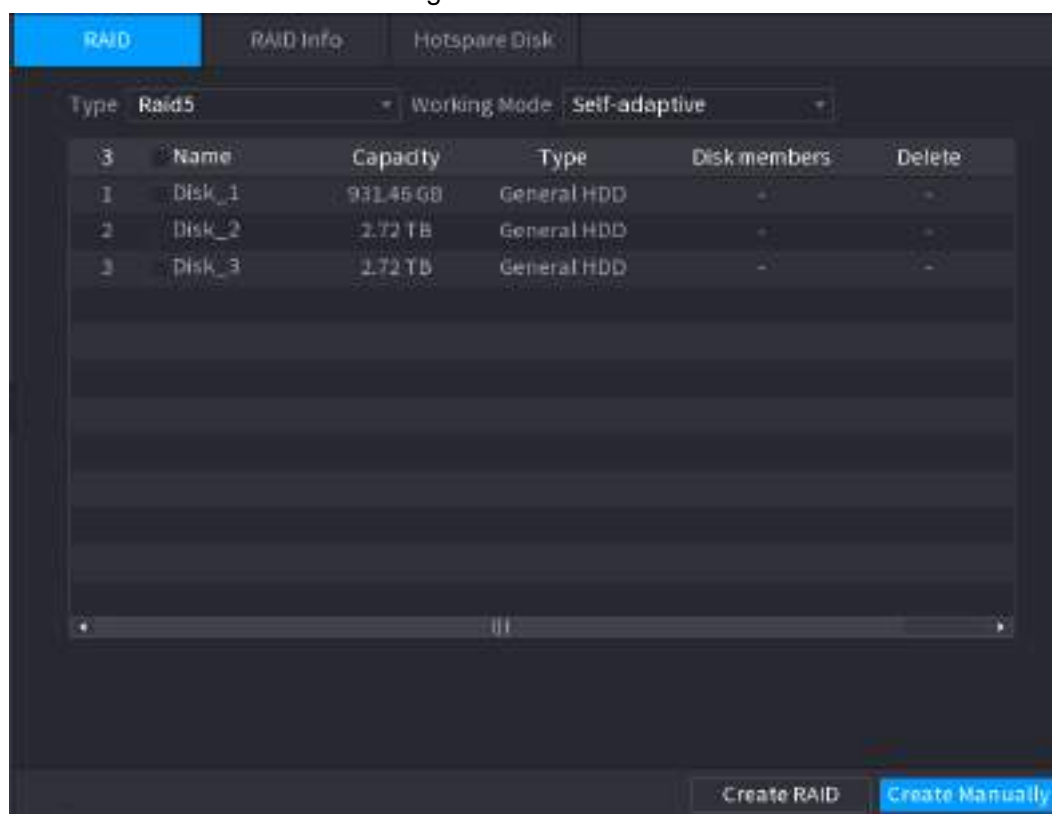 RAID RAID Info Hotspare Disk
Type Raid5 Working Mode Self-adaptive
3 Name Capacity Type Disk members Delete
1 Disk_1 931.46 GB General HDD - -
2 Disk_2 2.72 TB General HDD - -
3 Disk_3 2.72 TB General HDD - -
Create RAID Create Manually